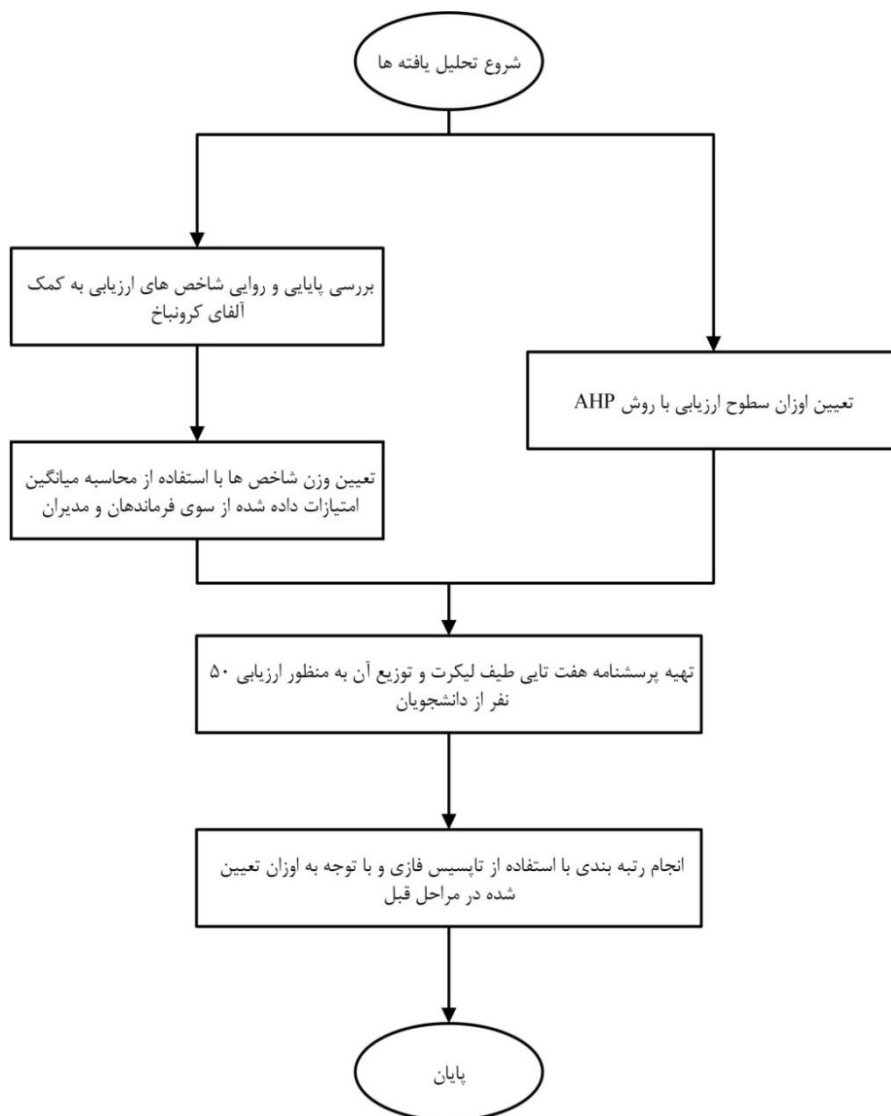 شروع تحلیل یافته ها
بررسی پایایی و روایی شاخص های ارزیابی به کمک
آلفای کرونباخ
تعیین اوزان سطوح ارزیابی با روش AHP
تعیین وزن شاخص ها با استفاده از محاسبه میانگین
امتیازات داده شده از سوی فرماندهان و مدیران
تهیه پرسشنامه هفت تایی طیف لیکرت و توزیع آن به منظور ارزیابی ۵۰
نفر از دانشجویان
انجام رتبه بندی با استفاده از تاپسیس فازی و با توجه به اوزان تعیین
شده در مراحل قبل
پایان